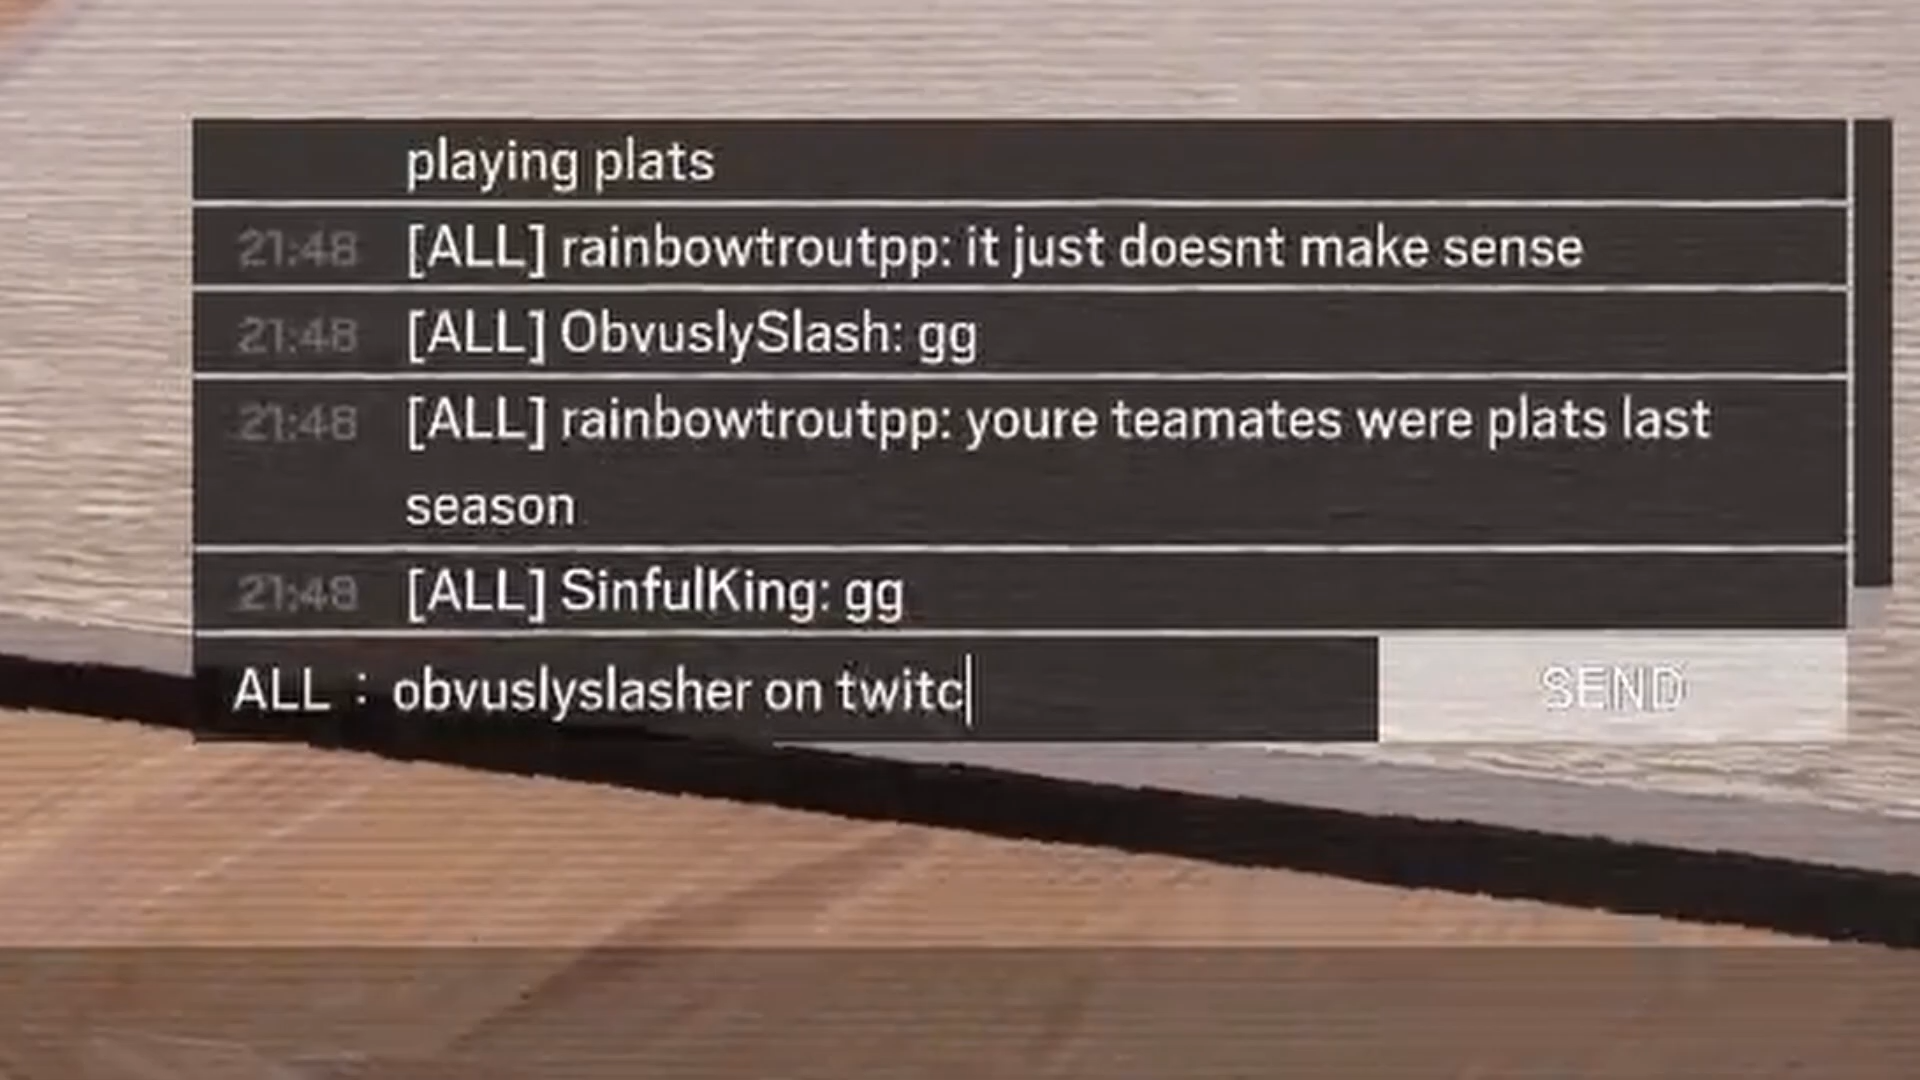 playing plats
21:48 [ALL] rainbowtroutpp: it just doesnt make sense
21:48 [ALL] ObvuslySlash: gg
21:48 [ALL] rainbowtroutpp: youre teamates were plats last
season
21:48 [ALL] SinfulKing: gg
ALL : obvuslyslasher on twitc
SEND